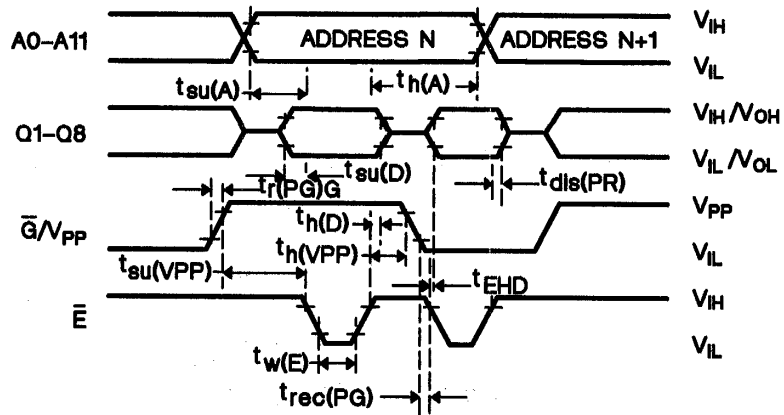 A0–A11 ADDRESS N ADDRESS N+1 VIH
VIL
tsu(A) th(A)
Q1–Q8 VIH/VOH
VIL/VOL
tsu(D) tdis(PR)
tr(PG)G
G̅/VPP th(D) VPP
th(VPP) VIL
tsu(VPP) tEHD
E̅ VIH
VIL
tw(E)
trec(PG)